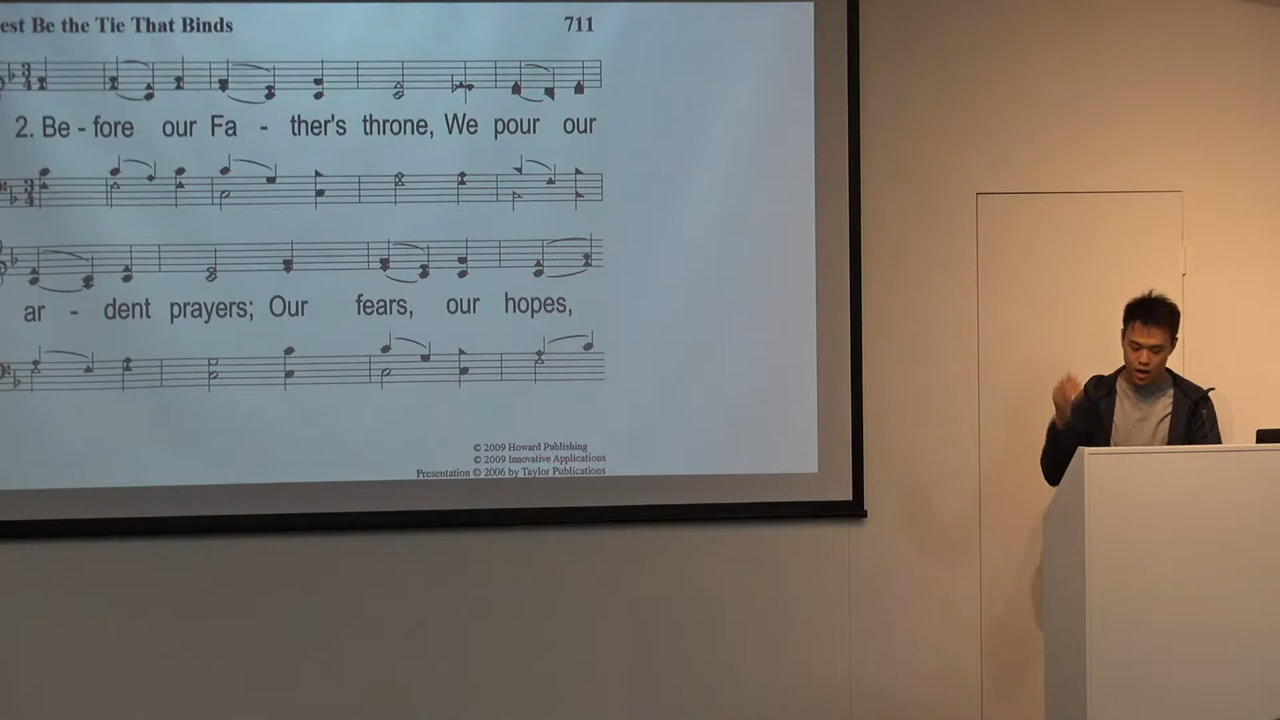 est Be the Tie That Binds 711
2. Be - fore our Fa - ther's throne, We pour our
ar - dent prayers; Our fears, our hopes,
© 2009 Howard Publishing
© 2009 Innovative Applications
Presentation © 2006 by Taylor Publications